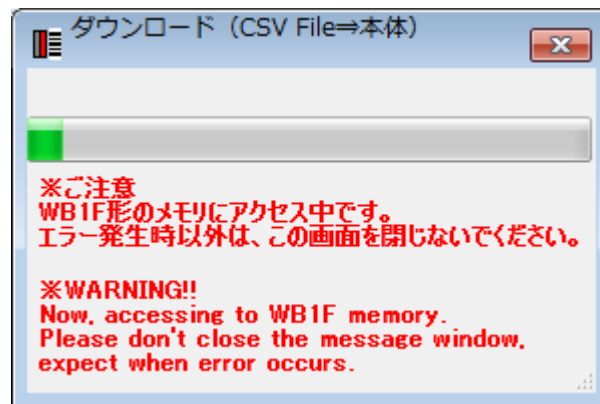 ダウンロード（CSV File⇒本体）
※ご注意
WB1F形のメモリにアクセス中です。
エラー発生時以外は、この画面を閉じないでください。
※WARNING!!
Now, accessing to WB1F memory.
Please don't close the message window,
expect when error occurs.